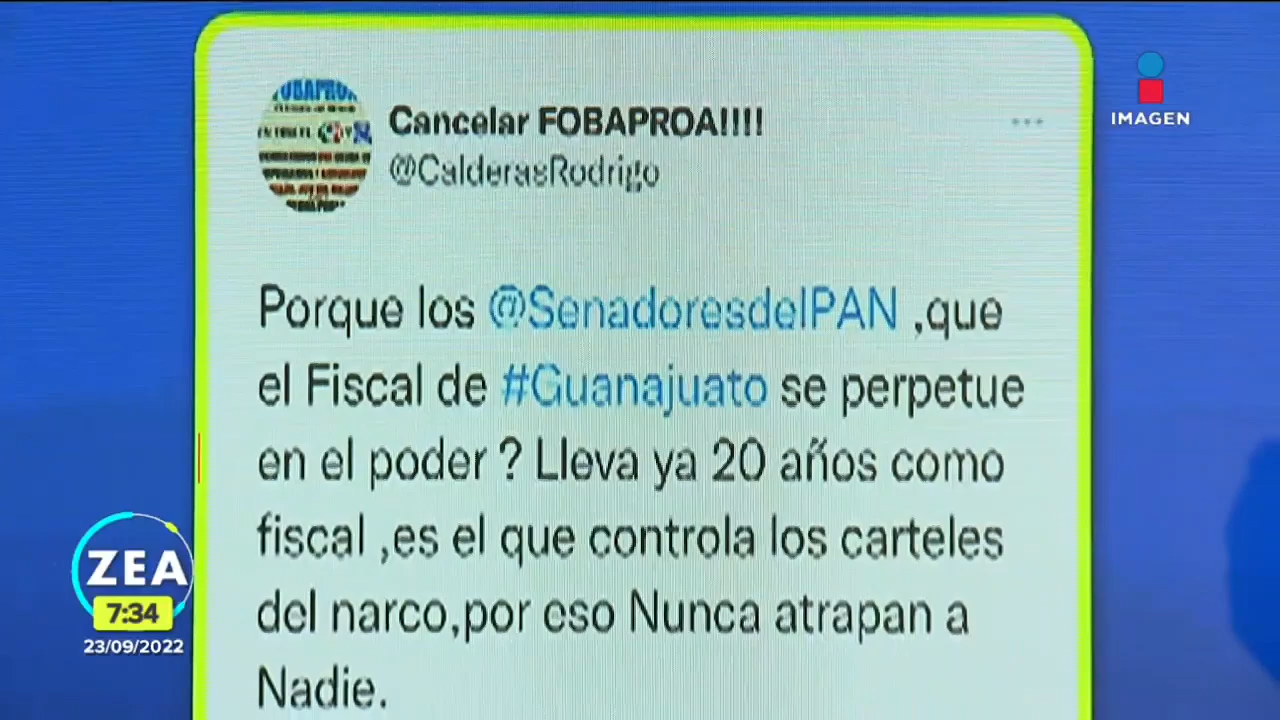 Cancelar FOBAPROA!!!!
@CalderasRodrigo
IMAGEN
Porque los @SenadoresdelPAN ,que
el Fiscal de #Guanajuato se perpetue
en el poder ? Lleva ya 20 años como
fiscal ,es el que controla los carteles
del narco,por eso Nunca atrapan a
Nadie.
ZEA
7:34
23/09/2022